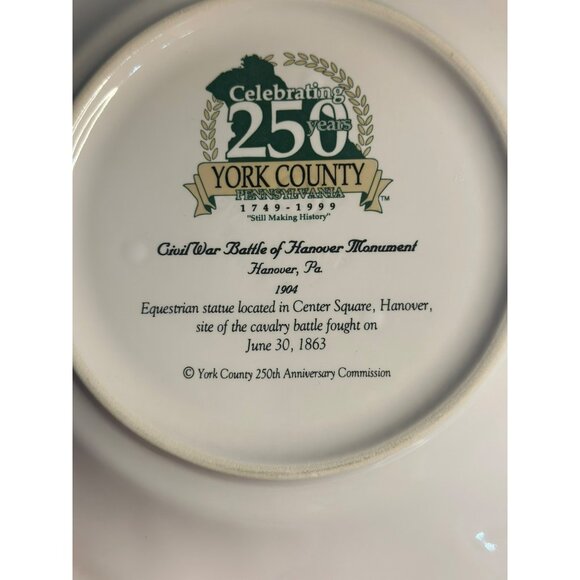 Celebrating
250
years
YORK COUNTY
PENNSYLVANIA
™
1749-1999
"Still Making History"
Civil War Battle of Hanover Monument
Hanover, Pa.
1904
Equestrian statue located in Center Square, Hanover,
site of the cavalry battle fought on
June 30, 1863
© York County 250th Anniversary Commission